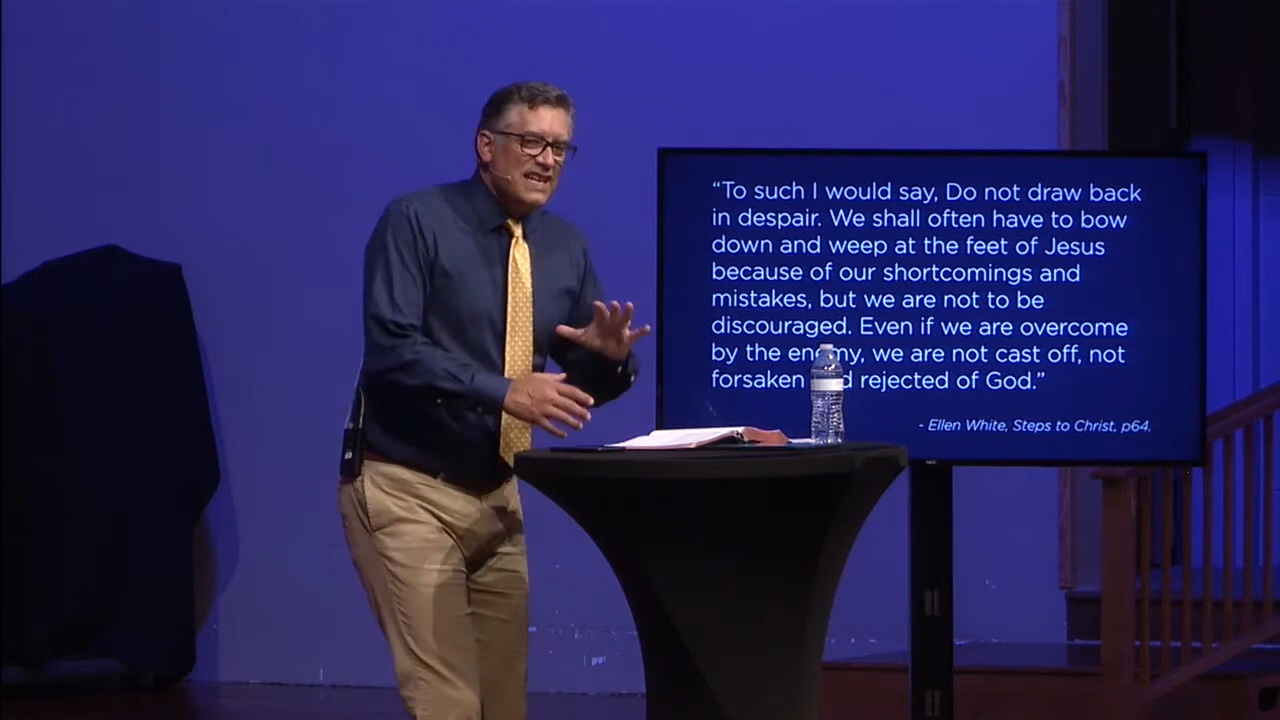 “To such I would say, Do not draw back
in despair. We shall often have to bow
down and weep at the feet of Jesus
because of our shortcomings and
mistakes, but we are not to be
discouraged. Even if we are overcome
by the enemy, we are not cast off, not
forsaken rejected of God.”
- Ellen White, Steps to Christ, p64.